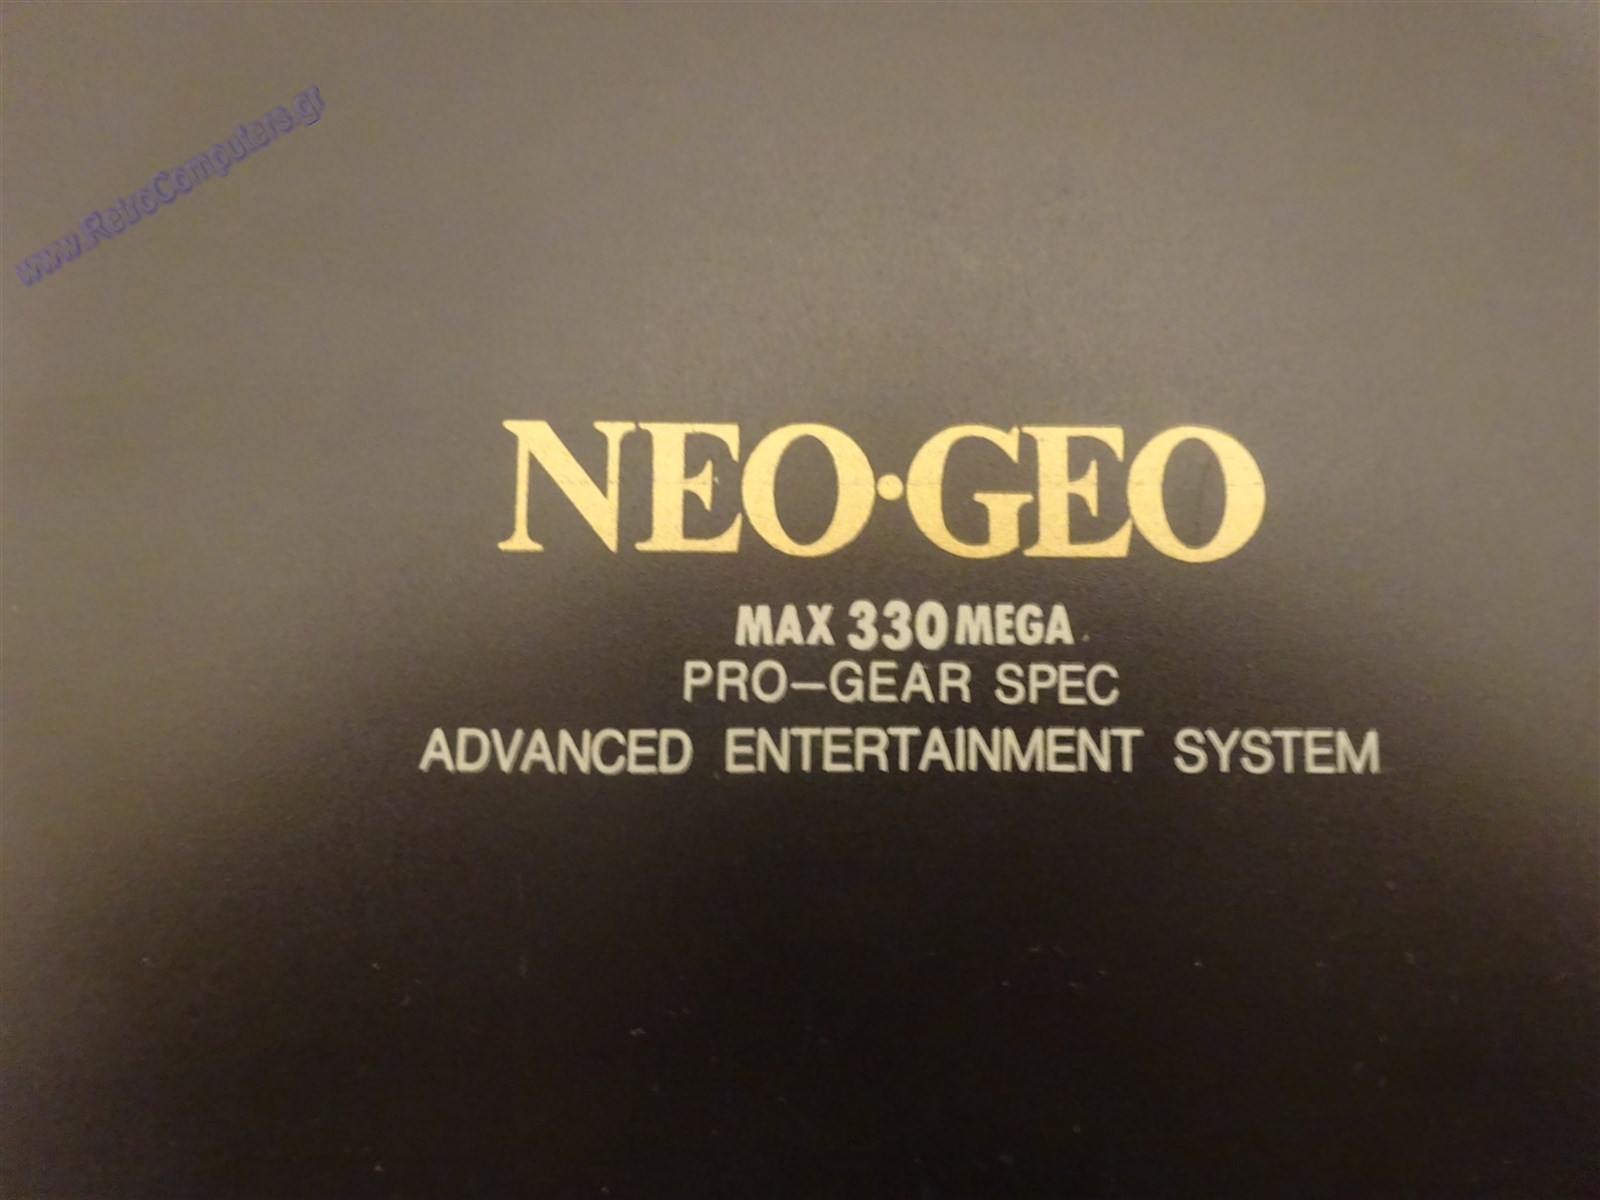 www.RetroComputers.gr
NEO·GEO
MAX 330 MEGA
PRO-GEAR SPEC
ADVANCED ENTERTAINMENT SYSTEM